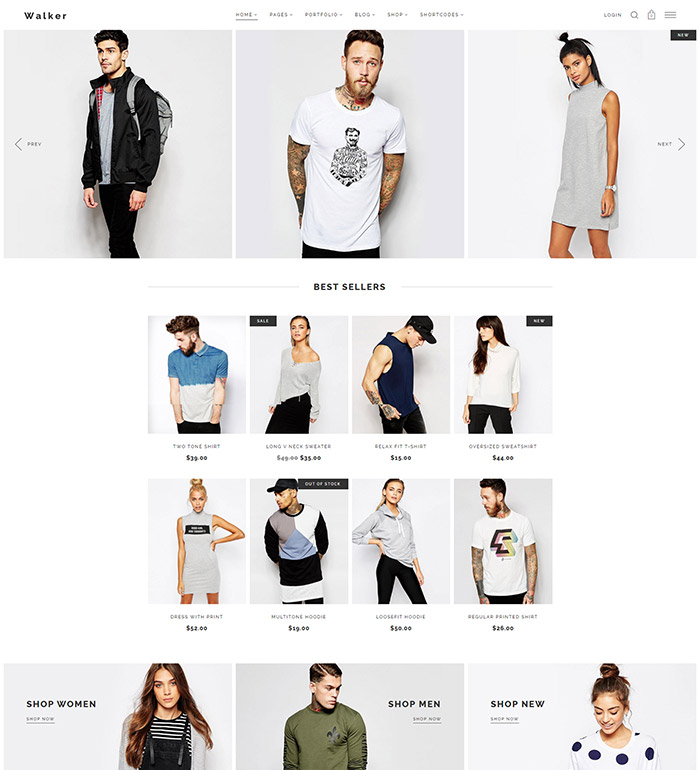 Walker
HOME PAGES PORTFOLIO BLOG SHOP SHORTCODES
LOGIN
0
NEW
PREV
NEXT
BEST SELLERS
SALE
NEW
TWO TONE SHIRT
$39.00
LONG V NECK SWEATER
$49.00 $35.00
RELAX FIT T-SHIRT
$15.00
OVERSIZED SWEATSHIRT
$44.00
OUT OF STOCK
DRESS WITH PRINT
$52.00
MULTITONE HOODIE
$19.00
LOOSEFIT HOODIE
$50.00
REGULAR PRINTED SHIRT
$26.00
SHOP WOMEN
SHOP NOW
SHOP MEN
SHOP NOW
SHOP NEW
SHOP NOW